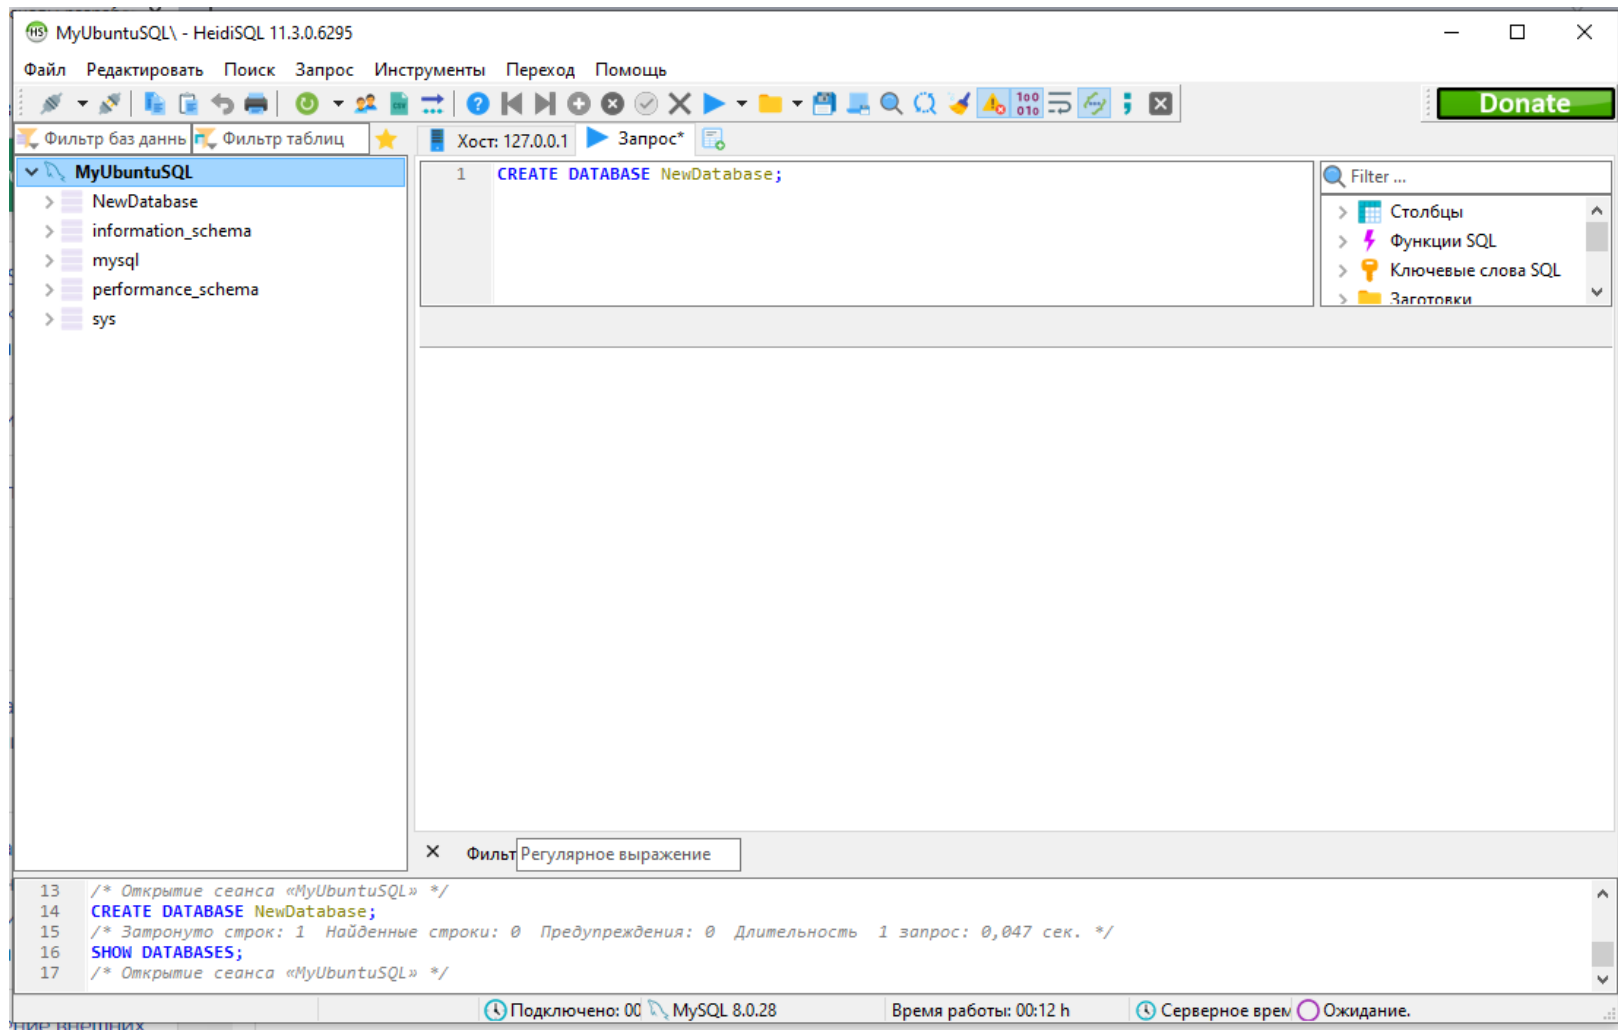 MyUbuntuSQL\ - HeidiSQL 11.3.0.6295
Файл Редактировать Поиск Запрос Инструменты Переход Помощь
Donate
Фильтр баз даннь Фильтр таблиц
Хост: 127.0.0.1 Запрос*
MyUbuntuSQL
NewDatabase
information_schema
mysql
performance_schema
sys
1 CREATE DATABASE NewDatabase;
Filter ...
Столбцы
Функции SQL
Ключевые слова SQL
Заготовки
Фильт Регулярное выражение
13 /* Открытие сеанса «MyUbuntuSQL» */
14 CREATE DATABASE NewDatabase;
15 /* Затронуто строк: 1 Найденные строки: 0 Предупреждения: 0 Длительность 1 запрос: 0,047 сек. */
16 SHOW DATABASES;
17 /* Открытие сеанса «MyUbuntuSQL» */
Подключено: 00 MySQL 8.0.28 Время работы: 00:12 h Серверное врем Ожидание.